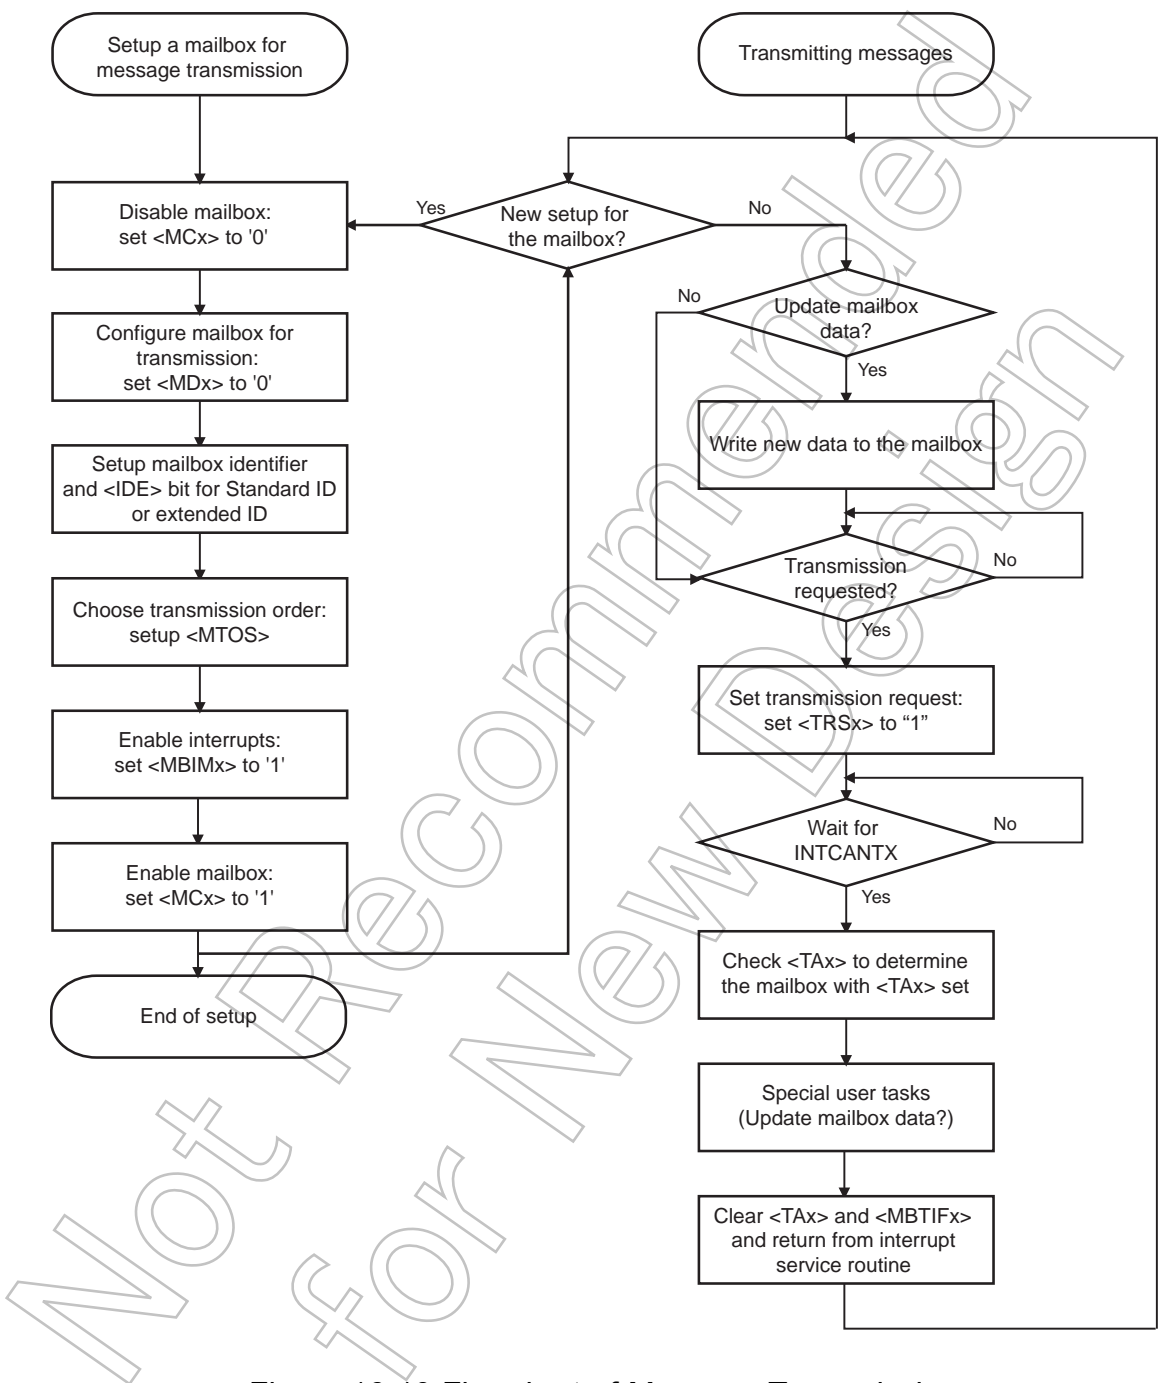 Setup a mailbox for
message transmission
Disable mailbox:
set <MCx> to '0'
Configure mailbox for
transmission:
set <MDx> to '0'
Setup mailbox identifier
and <IDE> bit for Standard ID
or extended ID
Choose transmission order:
setup <MTOS>
Enable interrupts:
set <MBIMx> to '1'
Enable mailbox:
set <MCx> to '1'
End of setup
Transmitting messages
Yes
New setup for
the mailbox?
No
No
Update mailbox
data?
Yes
Write new data to the mailbox
Transmission
requested?
No
Yes
Set transmission request:
set <TRSx> to “1”
Wait for
INTCANTX
No
Yes
Check <TAx> to determine
the mailbox with <TAx> set
Special user tasks
(Update mailbox data?)
Clear <TAx> and <MBTIFx>
and return from interrupt
service routine
Not Recommended
for New Design